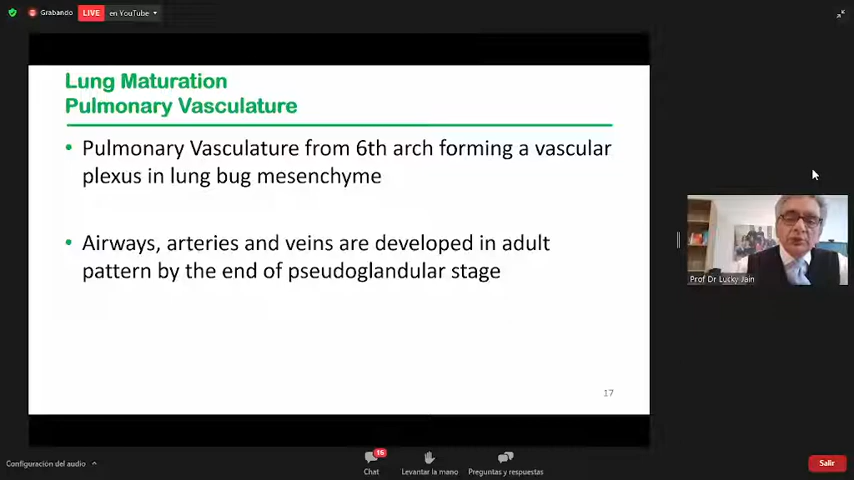 Grabando
LIVE
en YouTube
Lung Maturation
Pulmonary Vasculature
• Pulmonary Vasculature from 6th arch forming a vascular
plexus in lung bug mesenchyme
• Airways, arteries and veins are developed in adult
pattern by the end of pseudoglandular stage
17
Prof Dr Lucky Jain
Configuración del audio
16
Chat
Levantar la mano
Preguntas y respuestas
Salir